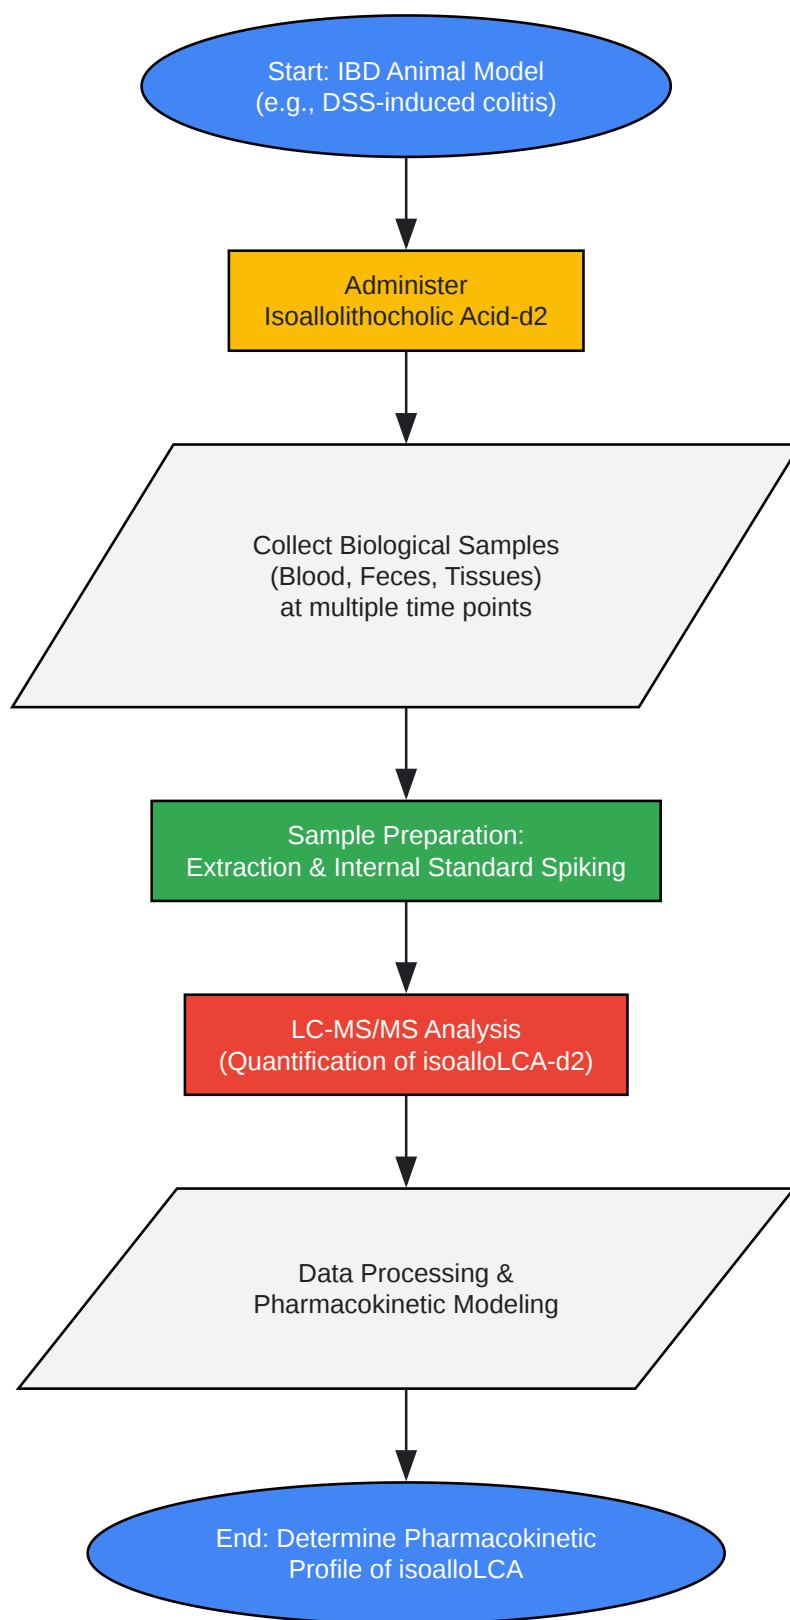 Start: IBD Animal Model
(e.g., DSS-induced colitis)
Administer
Isoallolithocholic Acid-d2
Collect Biological Samples
(Blood, Feces, Tissues)
at multiple time points
Sample Preparation:
Extraction & Internal Standard Spiking
LC-MS/MS Analysis
(Quantification of isoalloLCA-d2)
Data Processing &
Pharmacokinetic Modeling
End: Determine Pharmacokinetic
Profile of isoalloLCA